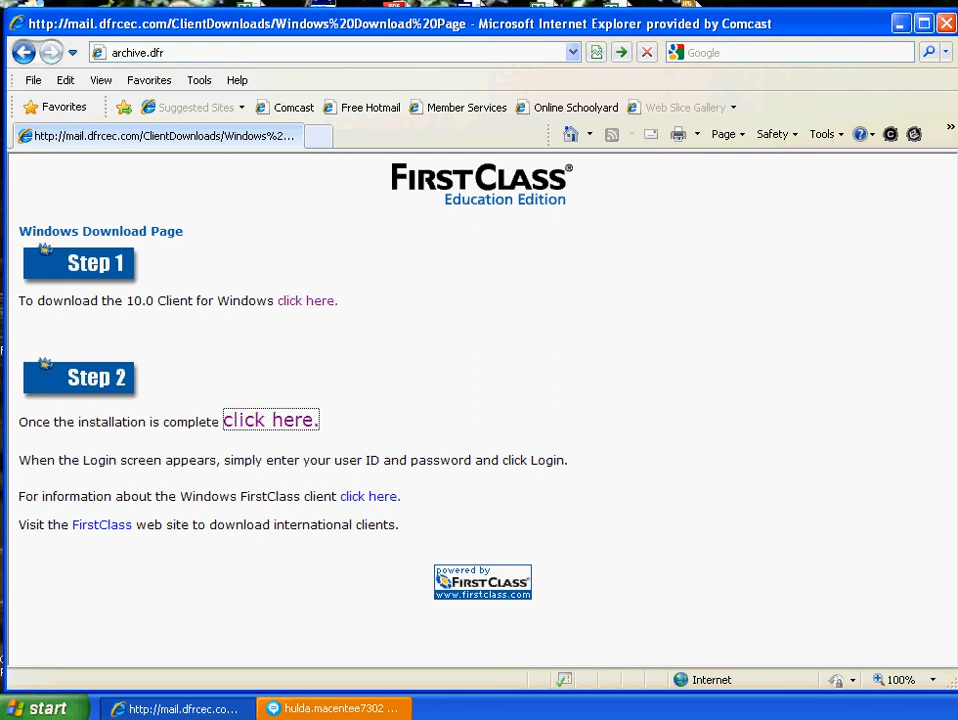 http://mail.dfrcec.com/ClientDownloads/Windows%20Download%20Page - Microsoft Internet Explorer provided by Comcast
archive.dfr
Google
File Edit View Favorites Tools Help
Favorites Suggested Sites Comcast Free Hotmail Member Services Online Schoolyard Web Slice Gallery
http://mail.dfrcec.com/ClientDownloads/Windows%2...
Page Safety Tools »
FIRSTCLASS®
Education Edition
Windows Download Page
Step 1
To download the 10.0 Client for Windows click here.
Step 2
Once the installation is complete click here.
When the Login screen appears, simply enter your user ID and password and click Login.
For information about the Windows FirstClass client click here.
Visit the FirstClass web site to download international clients.
powered by
FIRSTCLASS
www.firstclass.com
Internet 100%
start http://mail.dfrcec.co... hulda.macentee7302 ...